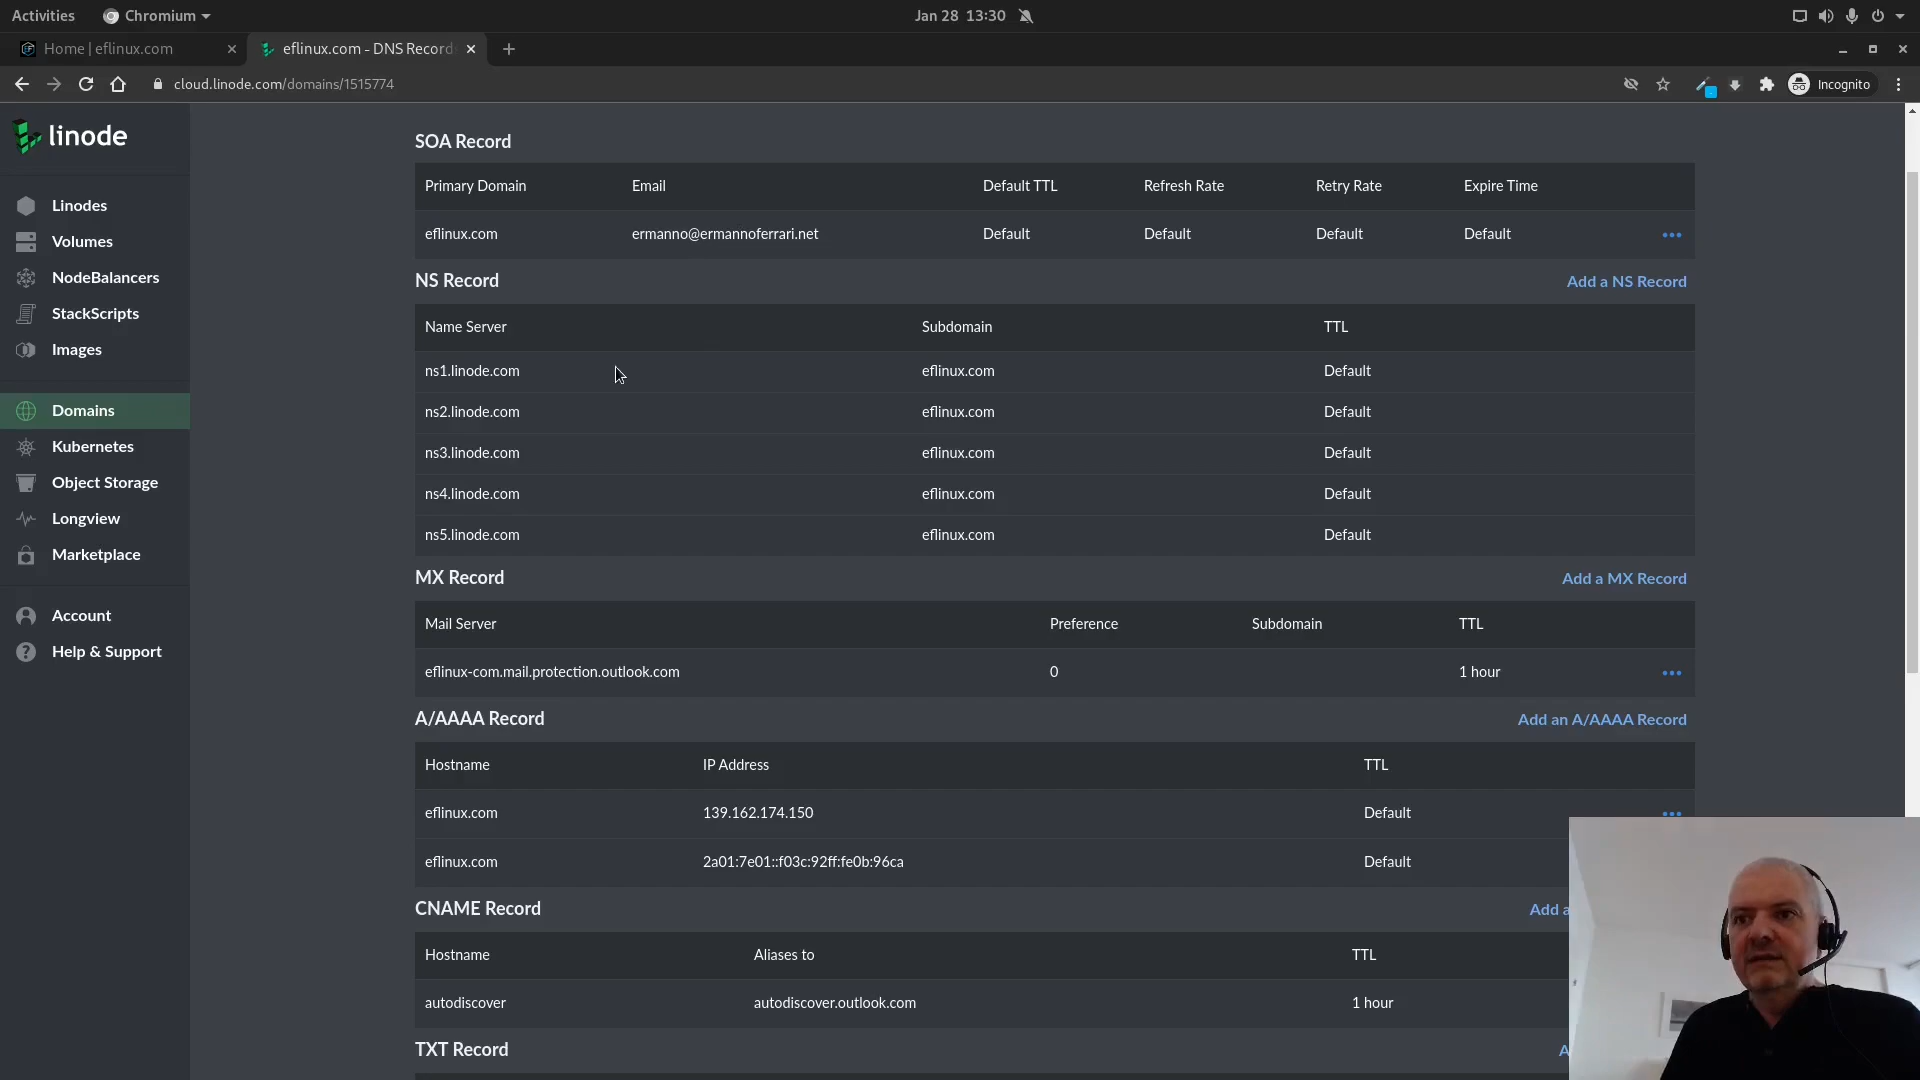 Activities Chromium Jan 28 13:30
Home | eflinux.com eflinux.com - DNS Records
cloud.linode.com/domains/1515774 Incognito
linode
Linodes
Volumes
NodeBalancers
StackScripts
Images
Domains
Kubernetes
Object Storage
Longview
Marketplace
Account
Help & Support
SOA Record
Primary Domain Email Default TTL Refresh Rate Retry Rate Expire Time
eflinux.com ermanno@ermannoferrari.net Default Default Default Default
NS Record Add a NS Record
Name Server Subdomain TTL
ns1.linode.com eflinux.com Default
ns2.linode.com eflinux.com Default
ns3.linode.com eflinux.com Default
ns4.linode.com eflinux.com Default
ns5.linode.com eflinux.com Default
MX Record Add a MX Record
Mail Server Preference Subdomain TTL
eflinux-com.mail.protection.outlook.com 0 1 hour
A/AAAA Record Add an A/AAAA Record
Hostname IP Address TTL
eflinux.com 139.162.174.150 Default
eflinux.com 2a01:7e01::f03c:92ff:fe0b:96ca Default
CNAME Record Add a
Hostname Aliases to TTL
autodiscover autodiscover.outlook.com 1 hour
TXT Record A